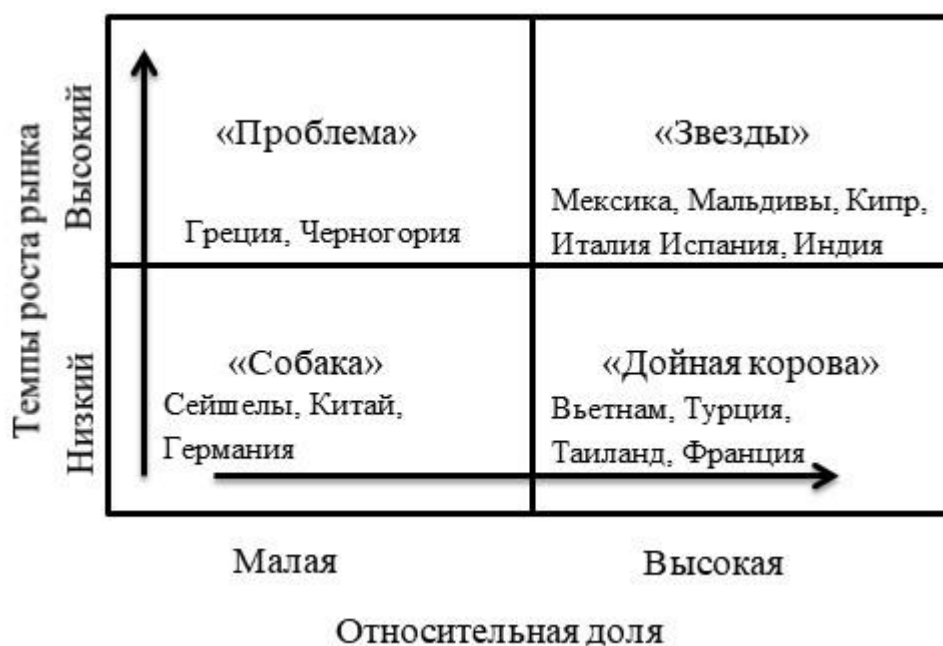 Темпы роста рынка
Высокий
Низкий
«Проблема»
Греция, Черногория
«Звезды»
Мексика, Мальдивы, Кипр,
Италия Испания, Индия
«Собака»
Сейшелы, Китай,
Германия
«Дойная корова»
Вьетнам, Турция,
Таиланд, Франция
Малая
Высокая
Относительная доля